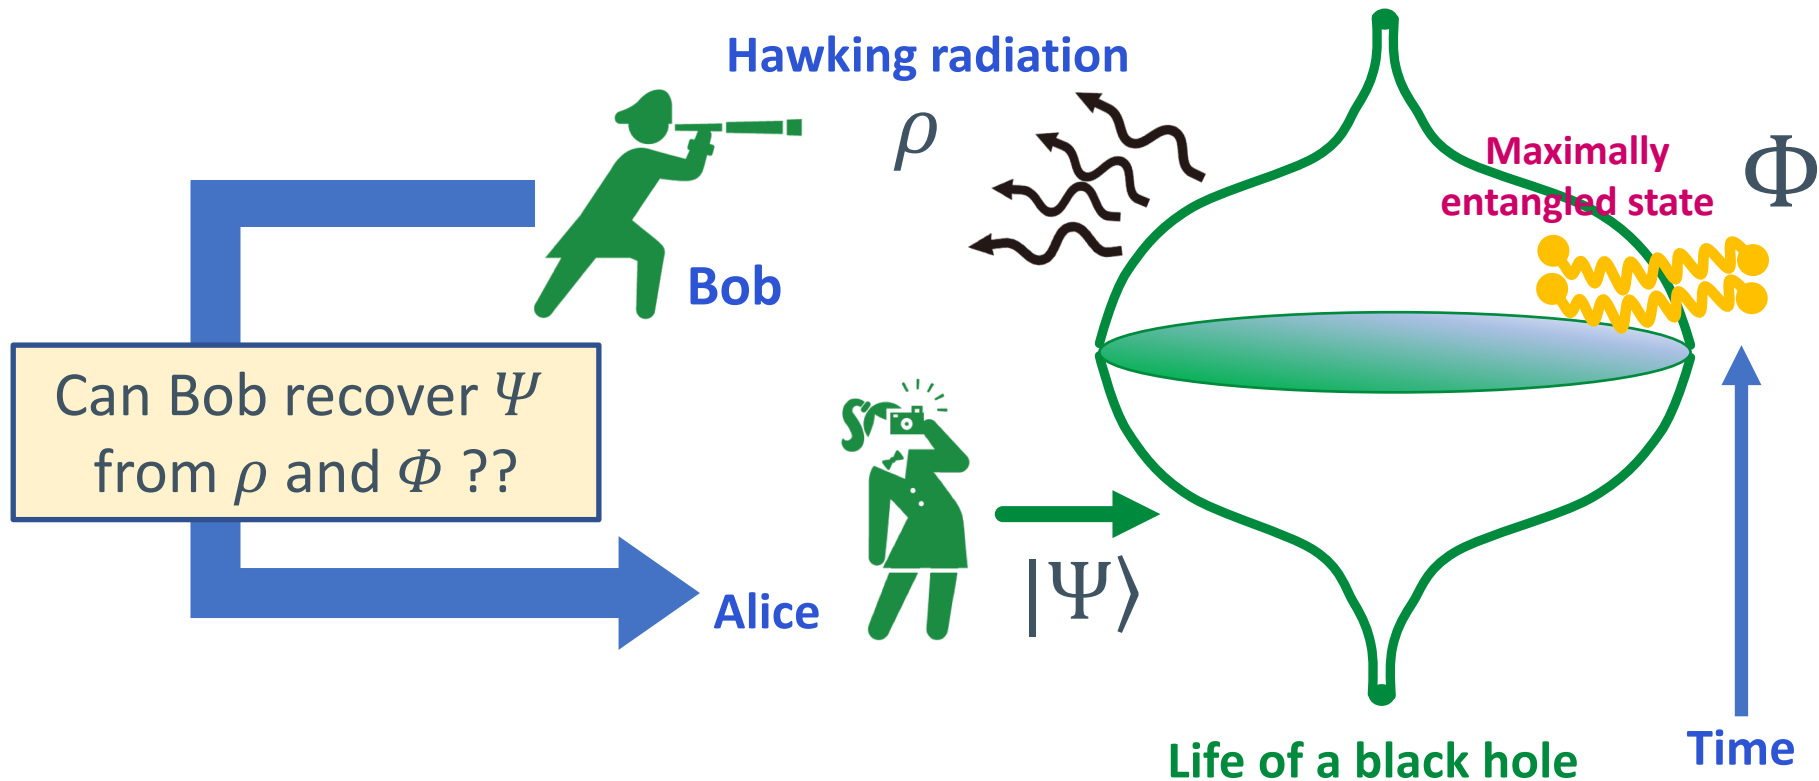 Hawking radiation
ρ
Maximally
entangled state
Φ
Bob
Can Bob recover Ψ
from ρ and Φ ??
Alice
|Ψ⟩
Life of a black hole
Time